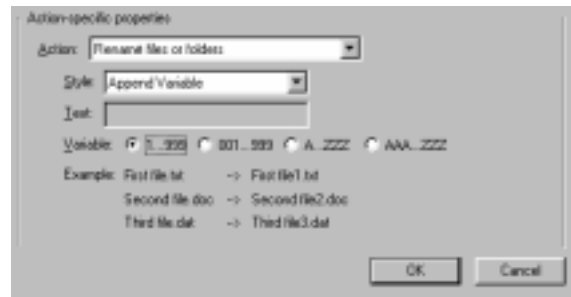 Action-specific properties
Action: Rename files or folders
Style: Append Variable
Text:
Variable: 1...999 001...999 A...ZZZ AAA...ZZZ
Example: First file.txt -> First file1.txt
Second file.doc -> Second file2.doc
Third file.dat -> Third file3.dat
OK Cancel